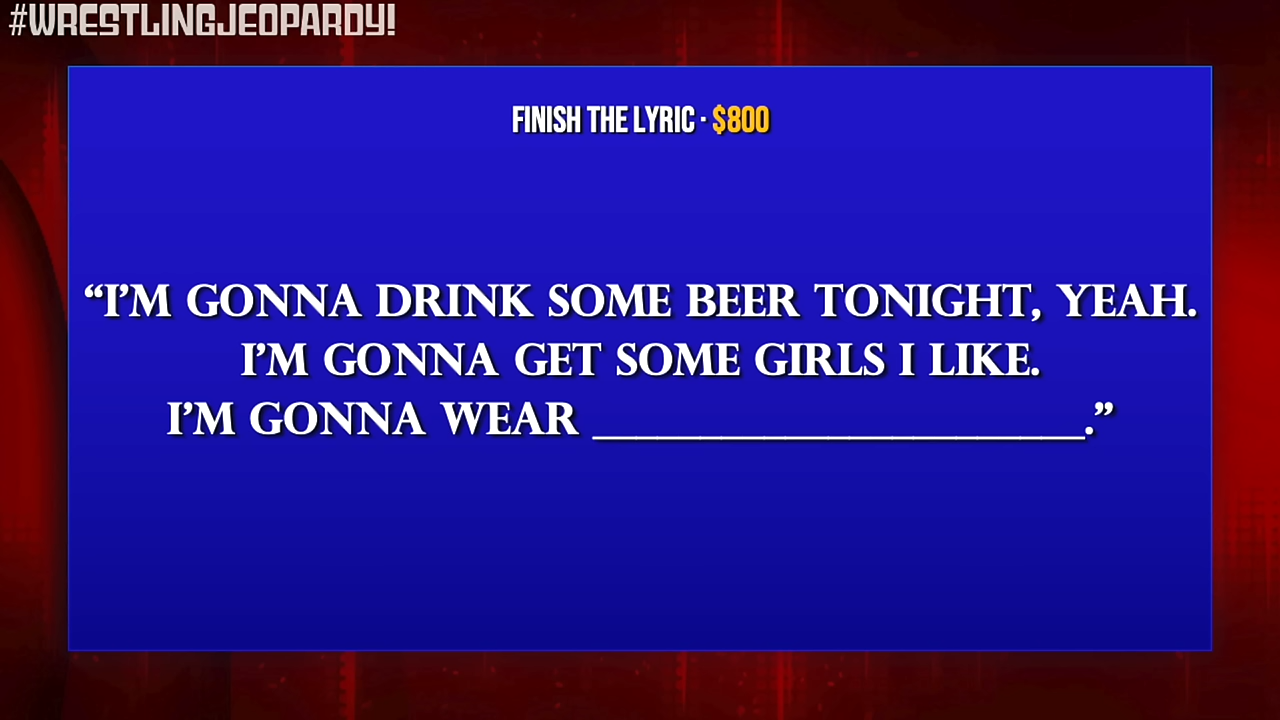 #WRESTLINGJEOPARDY!
FINISH THE LYRIC · $800
“I’M GONNA DRINK SOME BEER TONIGHT, YEAH.
I’M GONNA GET SOME GIRLS I LIKE.
I’M GONNA WEAR ____________________.”